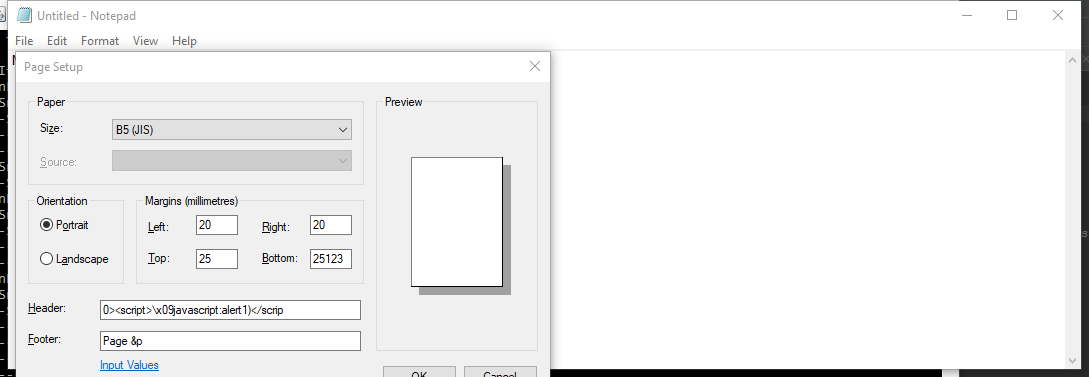 Untitled - Notepad
File Edit Format View Help
Page Setup
Paper
Size: B5 (JIS)
Source:
Preview
Orientation
Portrait
Landscape
Margins (millimetres)
Left: 20 Right: 20
Top: 25 Bottom: 25123
Header: 0><script>\x09javascript:alert1)</scrip
Footer: Page &p
Input Values
OK Cancel